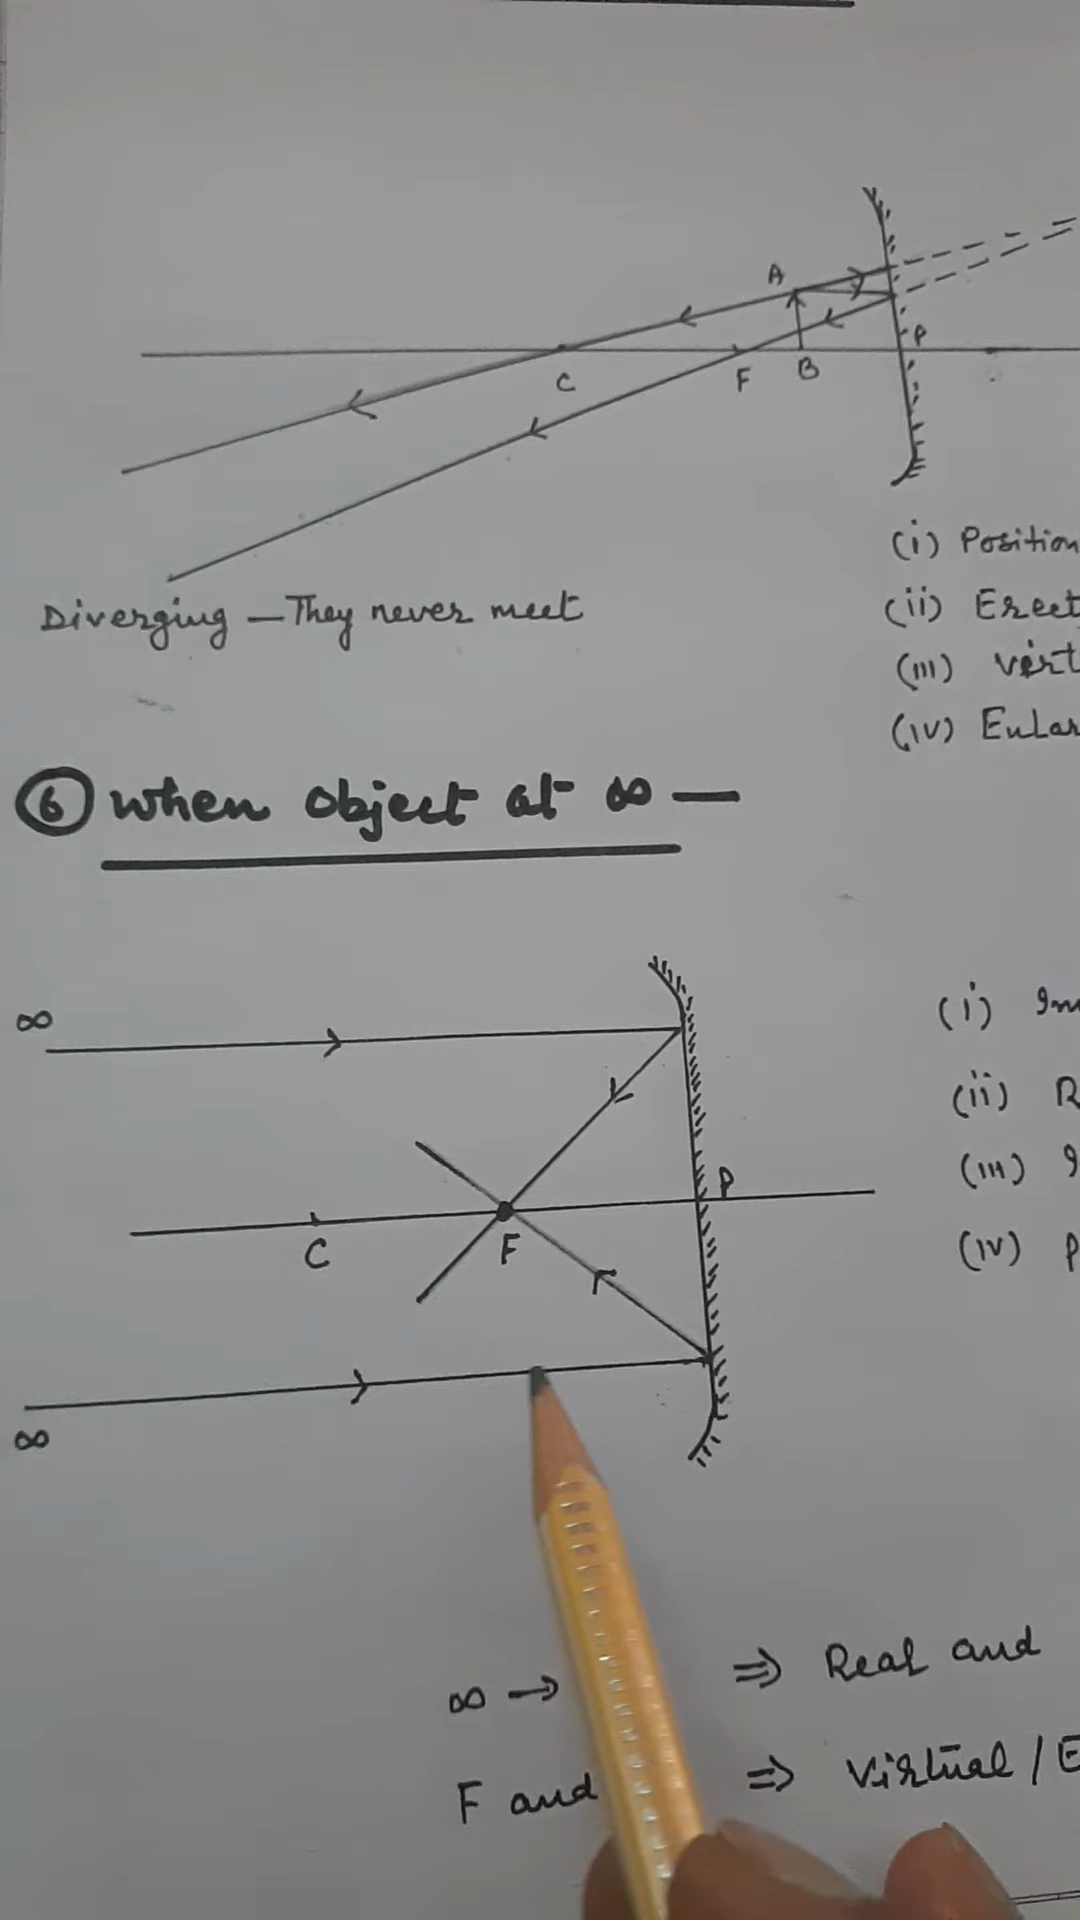 A
C
F
B
P
(i) Position
(ii) Erect
(iii) virt
(iv) Enlar
Diverging — They never meet
⑥ when object at ∞ —
∞
P
C
F
∞
(i) Im
(ii) R
(iii) I
(iv) P
∞ → ⇒ Real and
F and ⇒ Virtual / E